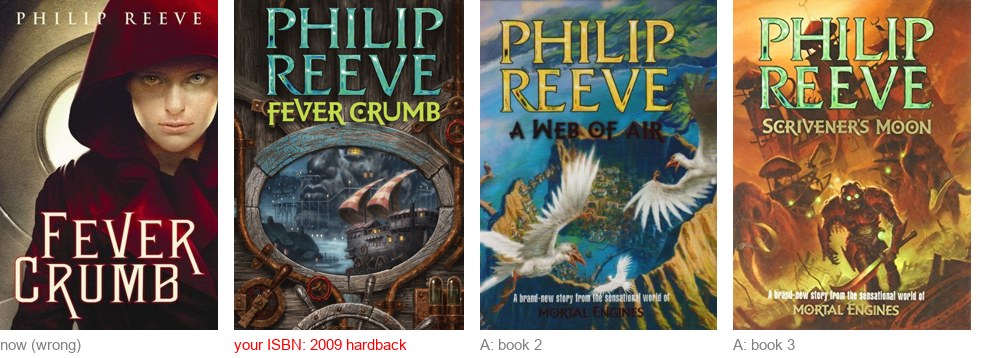 PHILIP REEVE
FEVER
CRUMB
now (wrong)
PHILIP
REEVE
FEVER CRUMB
your ISBN: 2009 hardback
PHILIP
REEVE
A WEB OF AIR
A brand-new story from the sensational world of
MORTAL ENGINES
A: book 2
PHILIP
REEVE
SCRIVENER'S MOON
A brand-new story from the sensational world of
MORTAL ENGINES
A: book 3